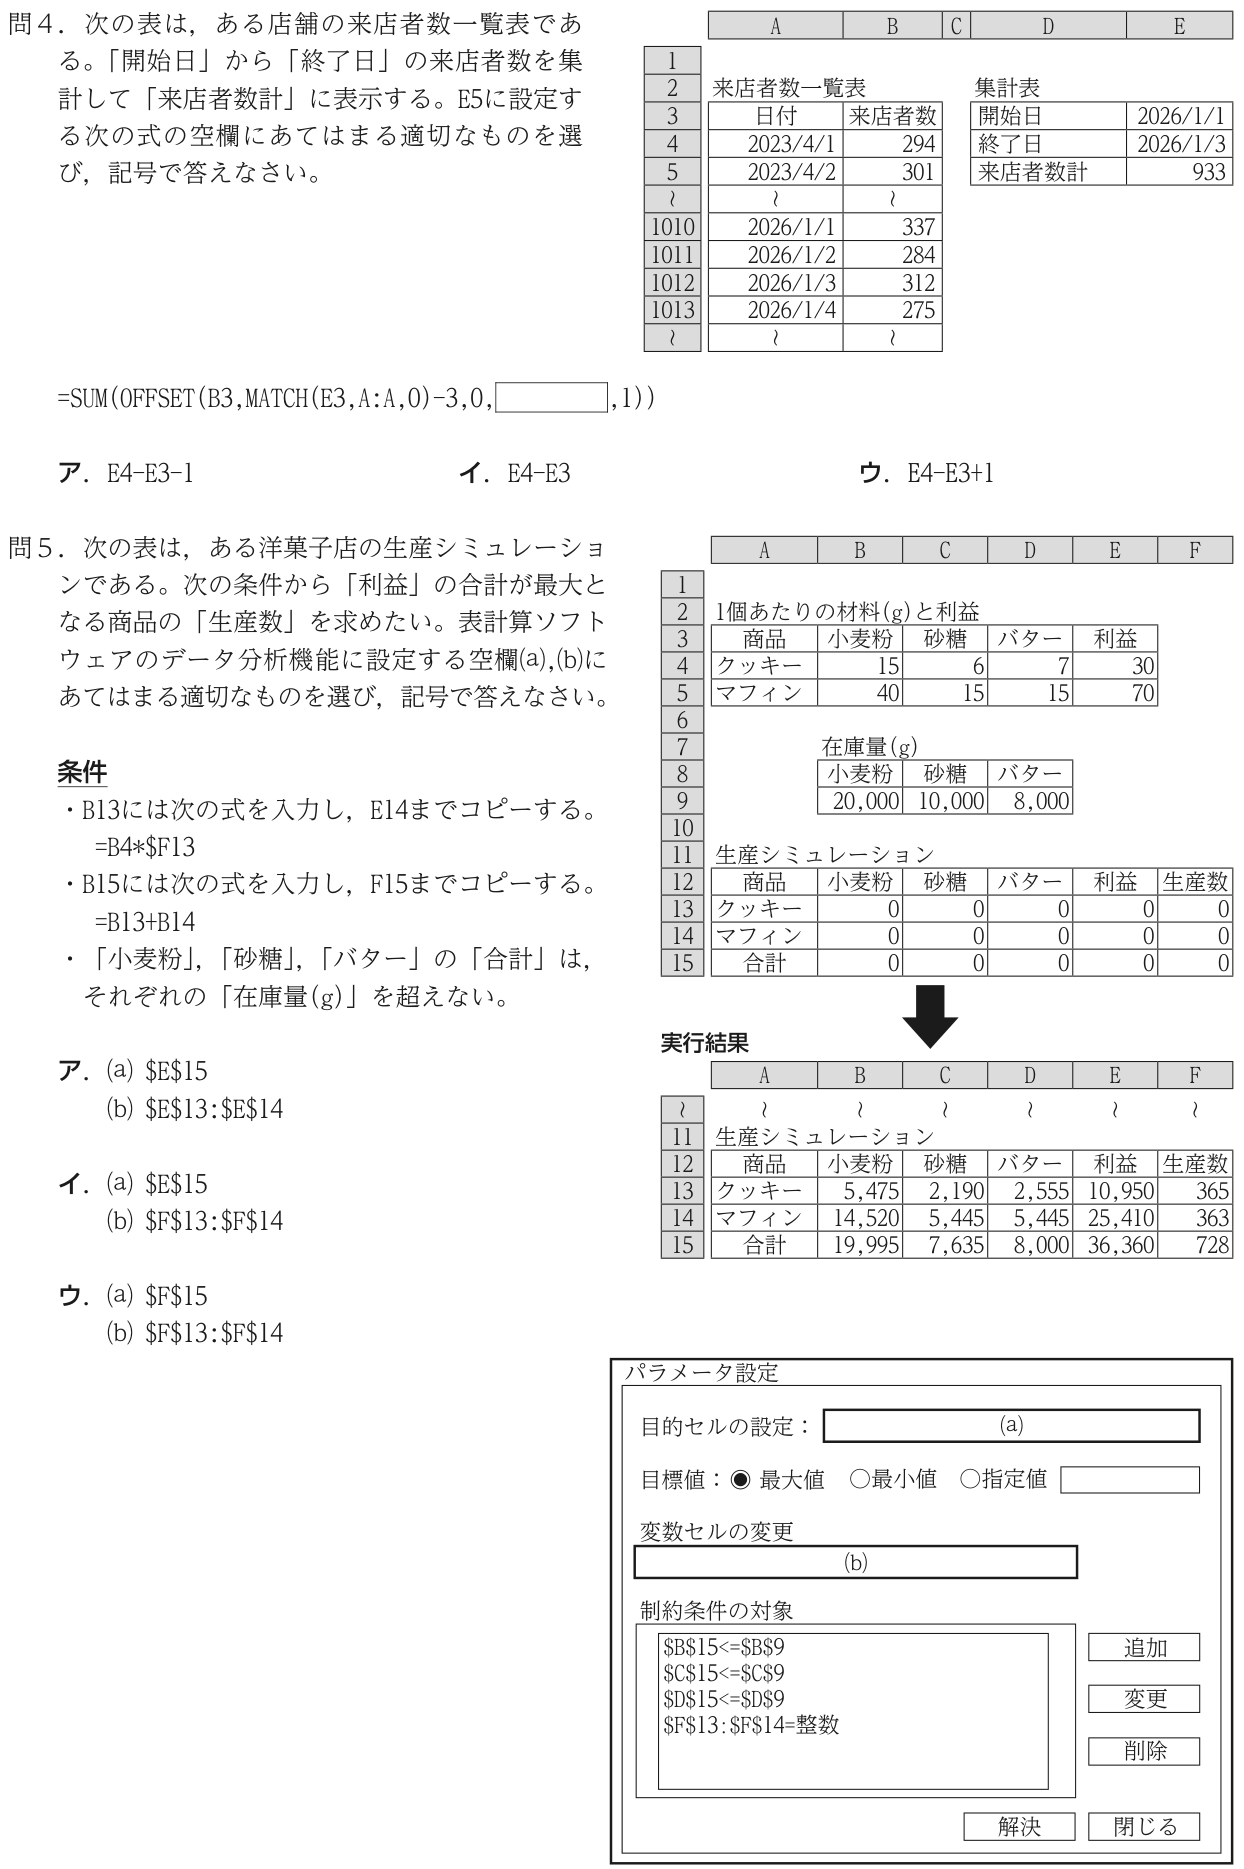 問４．次の表は，ある店舗の来店者数一覧表であ
る。「開始日」から「終了日」の来店者数を集
計して「来店者数計」に表示する。E5に設定す
る次の式の空欄にあてはまる適切なものを選
び，記号で答えなさい。
A B C D E
1
2 来店者数一覧表 集計表
3 日付 来店者数 開始日 2026/1/1
4 2023/4/1 294 終了日 2026/1/3
5 2023/4/2 301 来店者数計 933
～ ～ ～
1010 2026/1/1 337
1011 2026/1/2 284
1012 2026/1/3 312
1013 2026/1/4 275
～ ～ ～
=SUM(OFFSET(B3,MATCH(E3,A:A,0)-3,0, ,1))
ア．E4-E3-1 イ．E4-E3 ウ．E4-E3+1
問５．次の表は，ある洋菓子店の生産シミュレーショ
ンである。次の条件から「利益」の合計が最大と
なる商品の「生産数」を求めたい。表計算ソフト
ウェアのデータ分析機能に設定する空欄(a),(b)に
あてはまる適切なものを選び，記号で答えなさい。
条件
・B13には次の式を入力し，E14までコピーする。
=B4*$F13
・B15には次の式を入力し，F15までコピーする。
=B13+B14
・「小麦粉」，「砂糖」，「バター」の「合計」は，
それぞれの「在庫量(g)」を超えない。
ア．(a) $E$15
(b) $E$13:$E$14
イ．(a) $E$15
(b) $F$13:$F$14
ウ．(a) $F$15
(b) $F$13:$F$14
A B C D E F
1
2 1個あたりの材料(g)と利益
3 商品 小麦粉 砂糖 バター 利益
4 クッキー 15 6 7 30
5 マフィン 40 15 15 70
6
7 在庫量(g)
8 小麦粉 砂糖 バター
9 20,000 10,000 8,000
10
11 生産シミュレーション
12 商品 小麦粉 砂糖 バター 利益 生産数
13 クッキー 0 0 0 0 0
14 マフィン 0 0 0 0 0
15 合計 0 0 0 0 0
実行結果
A B C D E F
～ ～ ～ ～ ～ ～ ～
11 生産シミュレーション
12 商品 小麦粉 砂糖 バター 利益 生産数
13 クッキー 5,475 2,190 2,555 10,950 365
14 マフィン 14,520 5,445 5,445 25,410 363
15 合計 19,995 7,635 8,000 36,360 728
パラメータ設定
目的セルの設定： (a)
目標値：◉ 最大値 ○最小値 ○指定値
変数セルの変更
(b)
制約条件の対象
$B$15<=$B$9
$C$15<=$C$9
$D$15<=$D$9
$F$13:$F$14=整数
追加
変更
削除
解決 閉じる